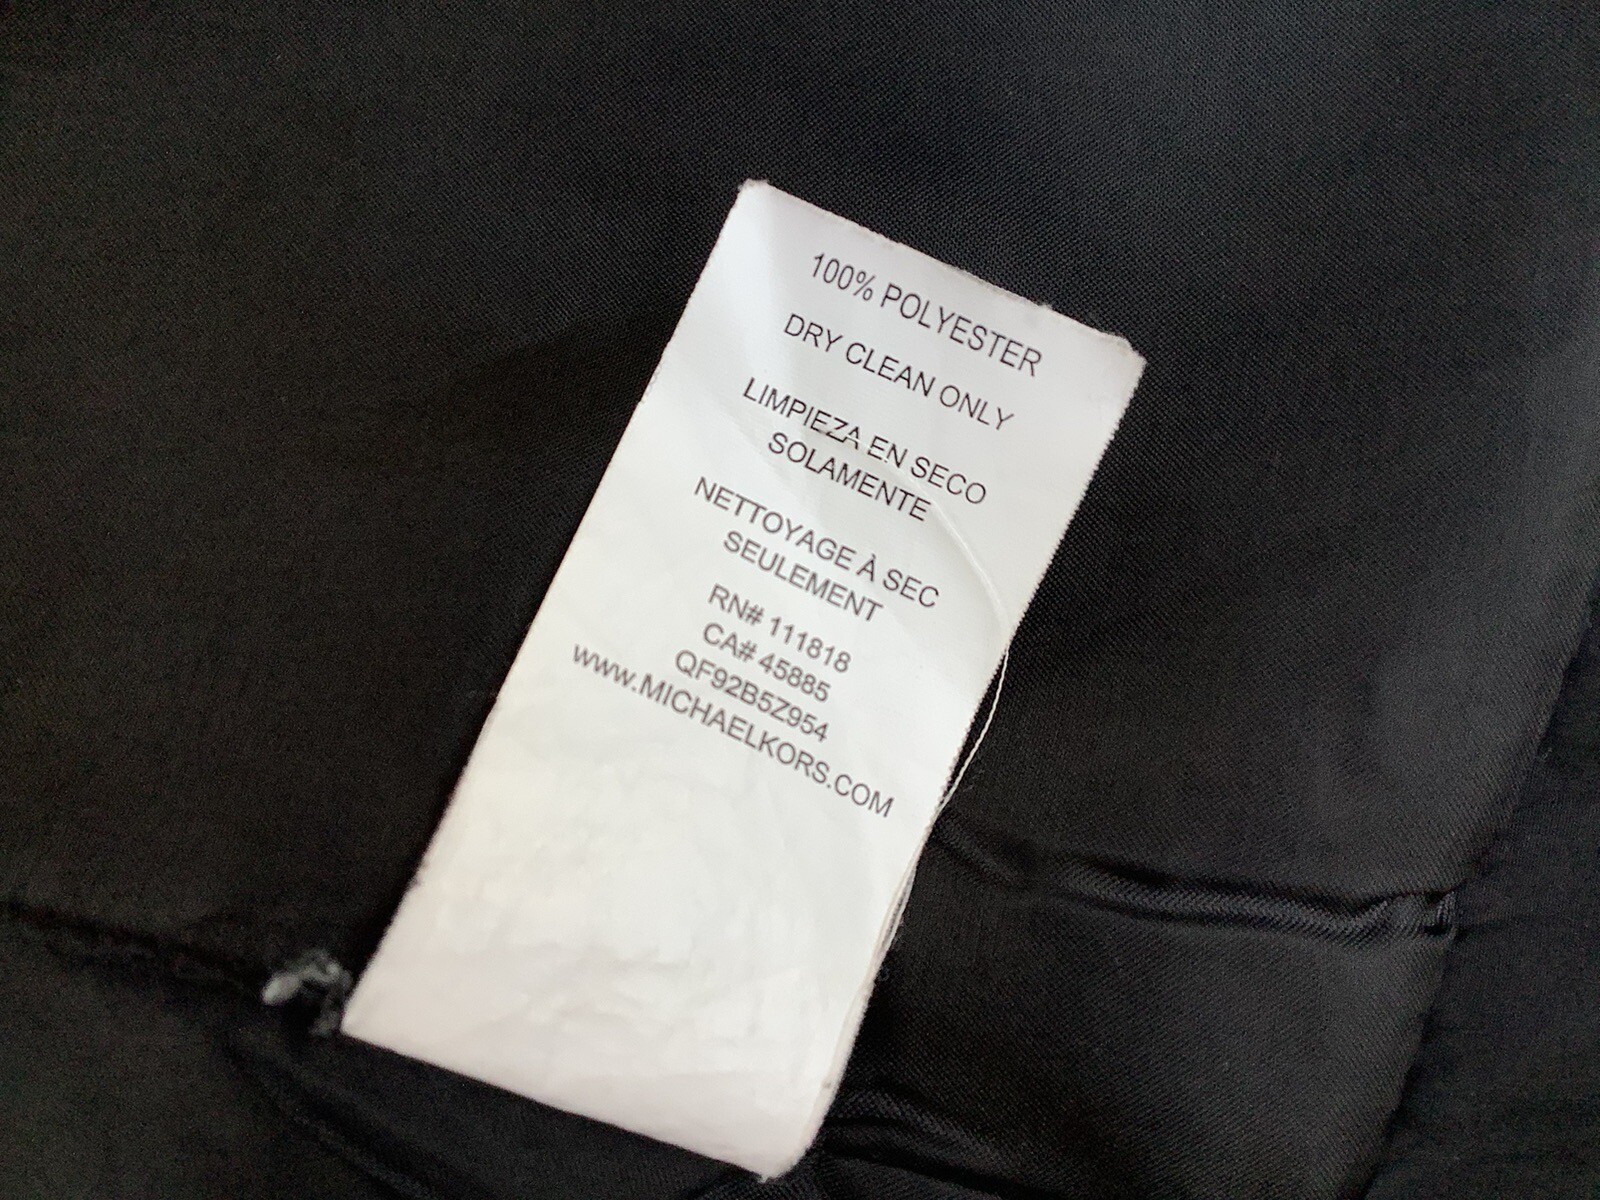 100% POLYESTER
DRY CLEAN ONLY
LIMPIEZA EN SECO
SOLAMENTE
NETTOYAGE À SEC
SEULEMENT
RN# 111818
CA# 45885
QF92B5Z954
www.MICHAELKORS.COM